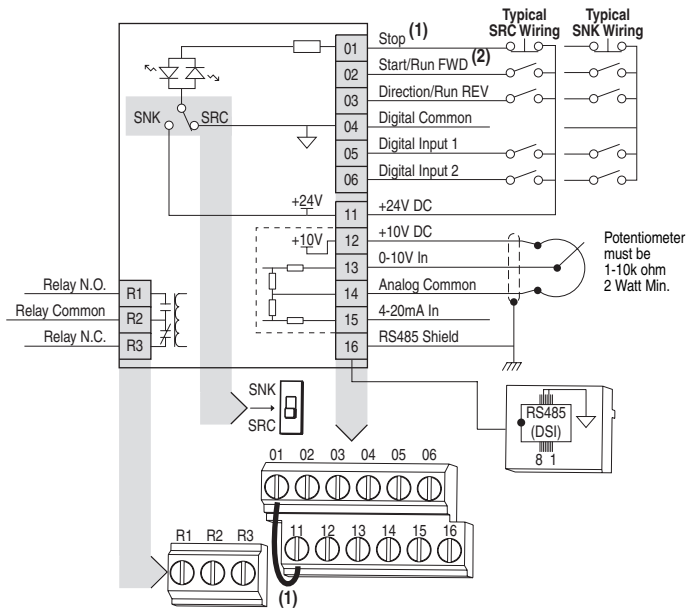 Typical
SRC Wiring
Typical
SNK Wiring
01 Stop (1)
02 Start/Run FWD (2)
03 Direction/Run REV
SNK SRC
04 Digital Common
05 Digital Input 1
06 Digital Input 2
+24V
11 +24V DC
+10V
12 +10V DC
13 0-10V In
14 Analog Common
15 4-20mA In
16 RS485 Shield
Potentiometer
must be
1-10k ohm
2 Watt Min.
Relay N.O. R1
Relay Common R2
Relay N.C. R3
SNK
SRC
RS485
(DSI)
8 1
01 02 03 04 05 06
11 12 13 14 15 16
R1 R2 R3
(1)